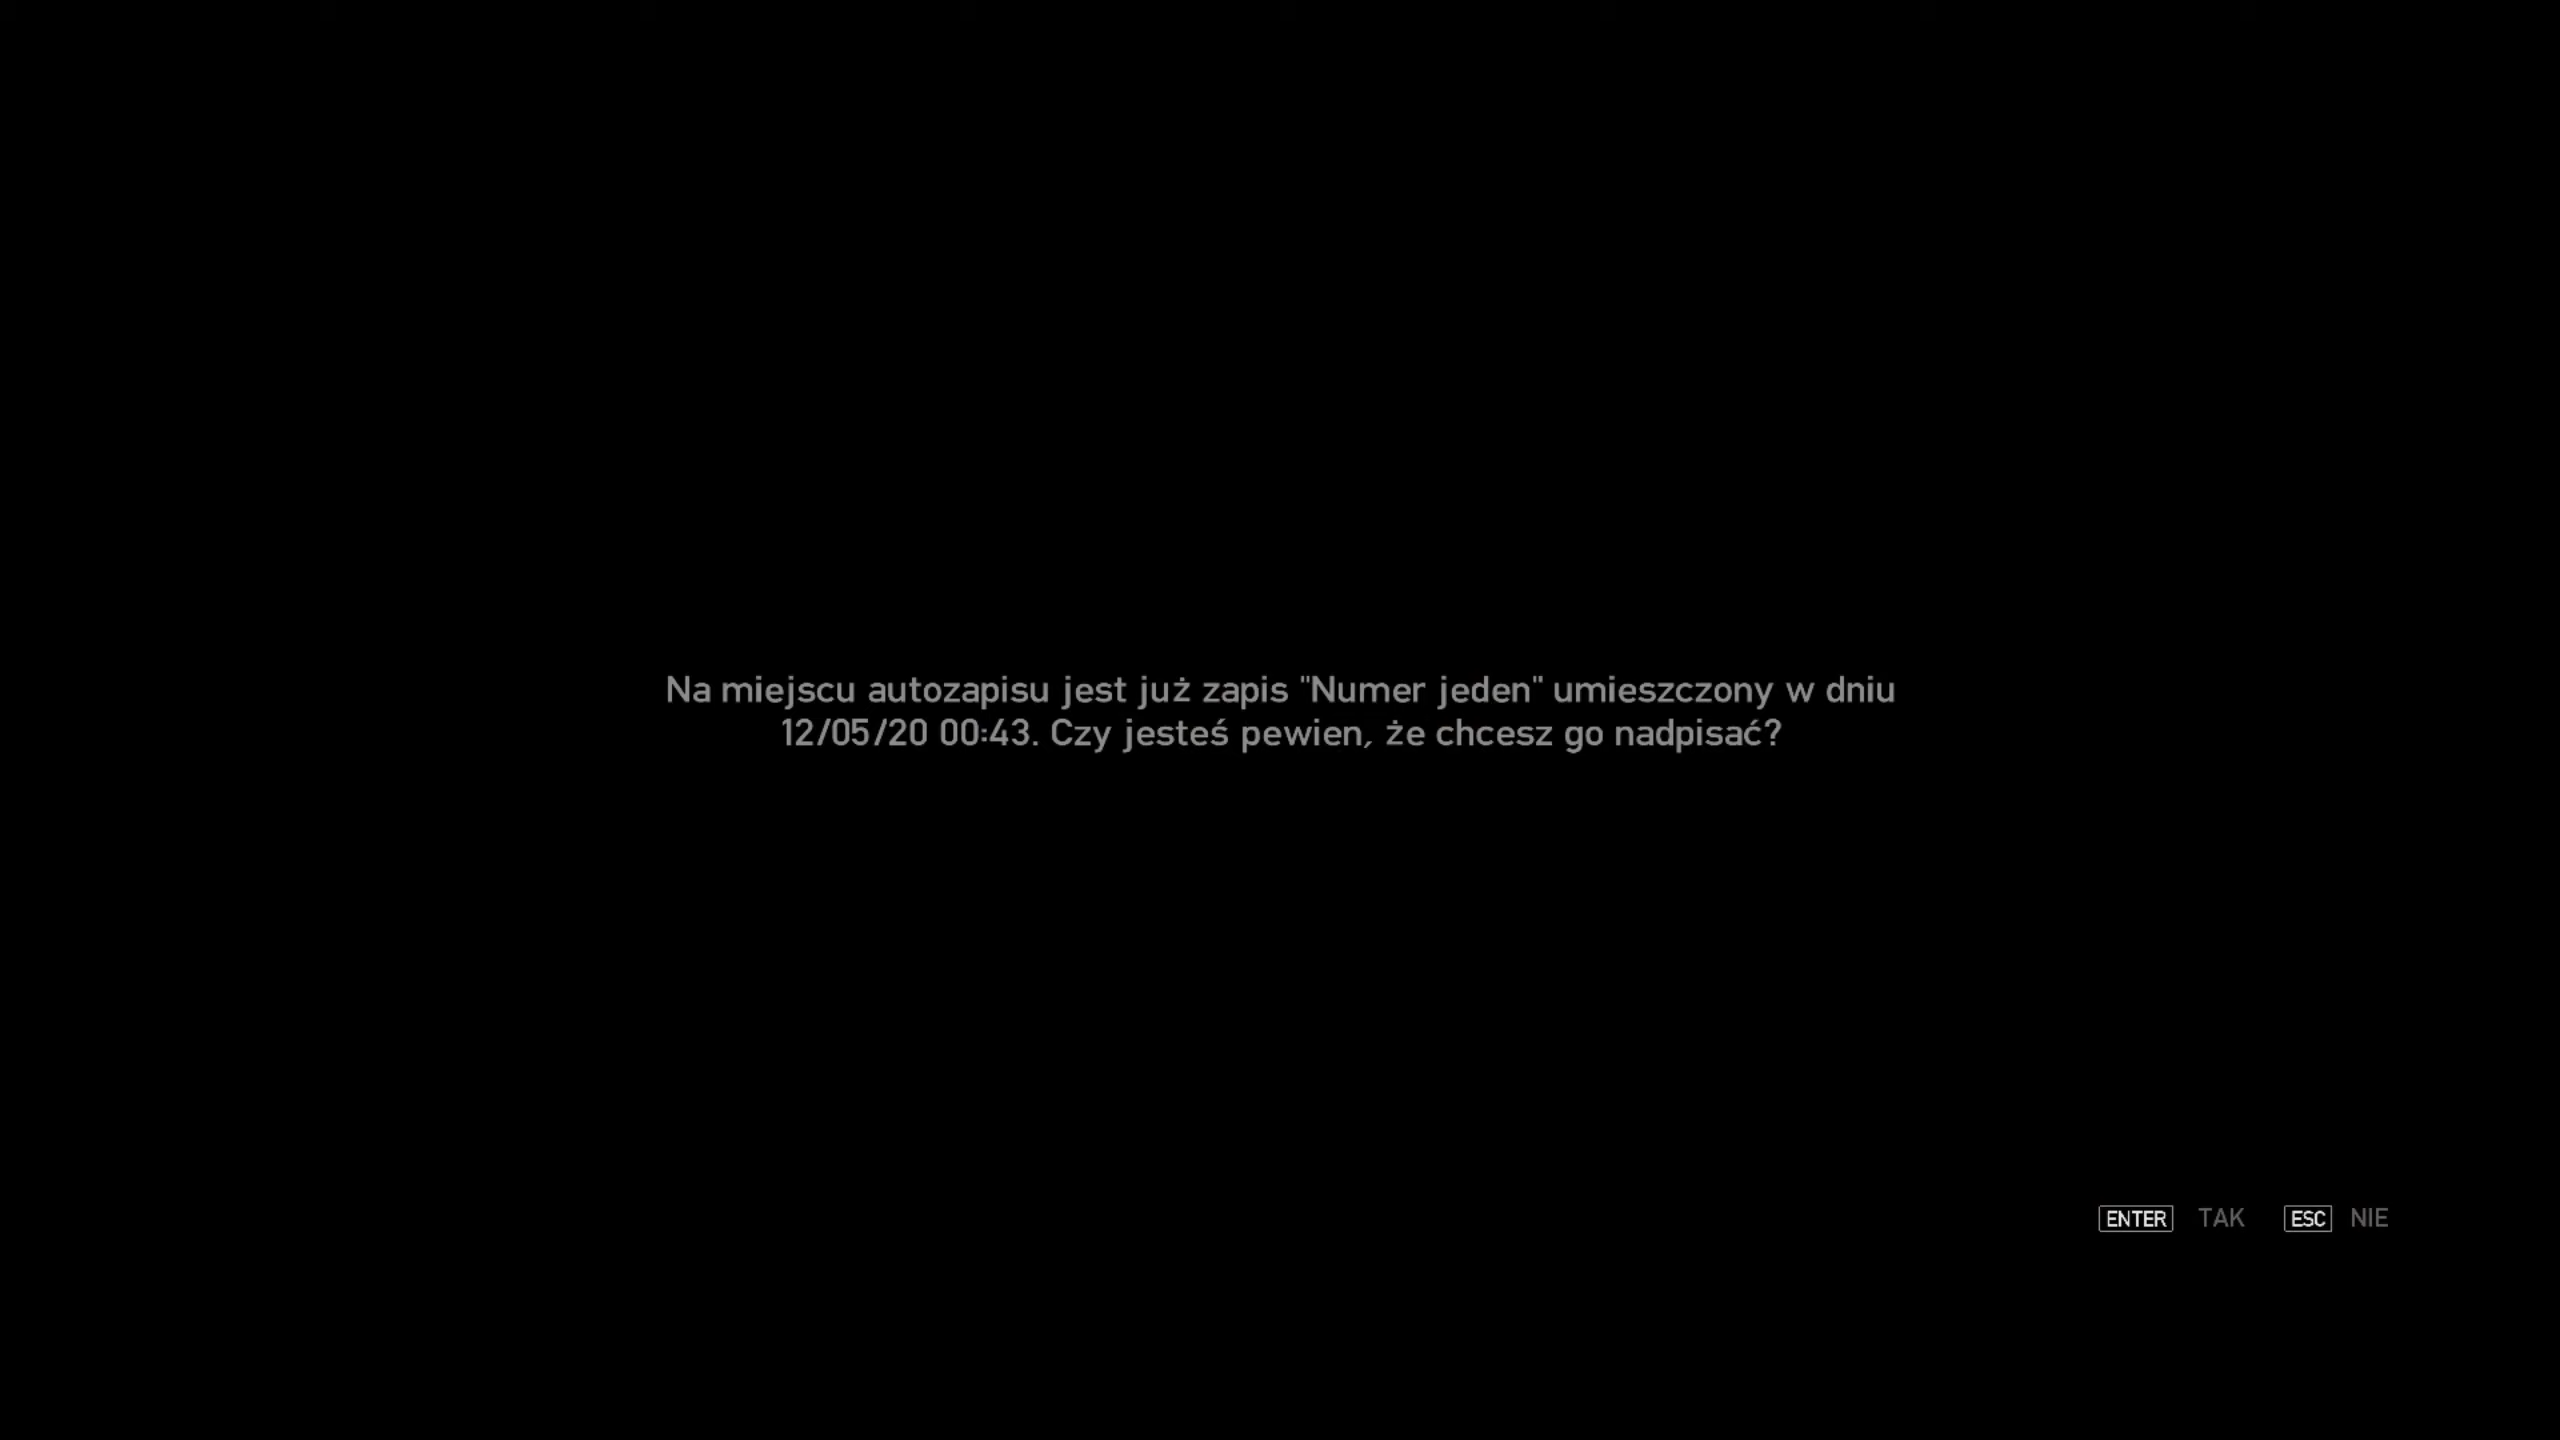 Na miejscu autozapisu jest już zapis "Numer jeden" umieszczony w dniu
12/05/20 00:43. Czy jesteś pewien, że chcesz go nadpisać?
ENTER TAK ESC NIE